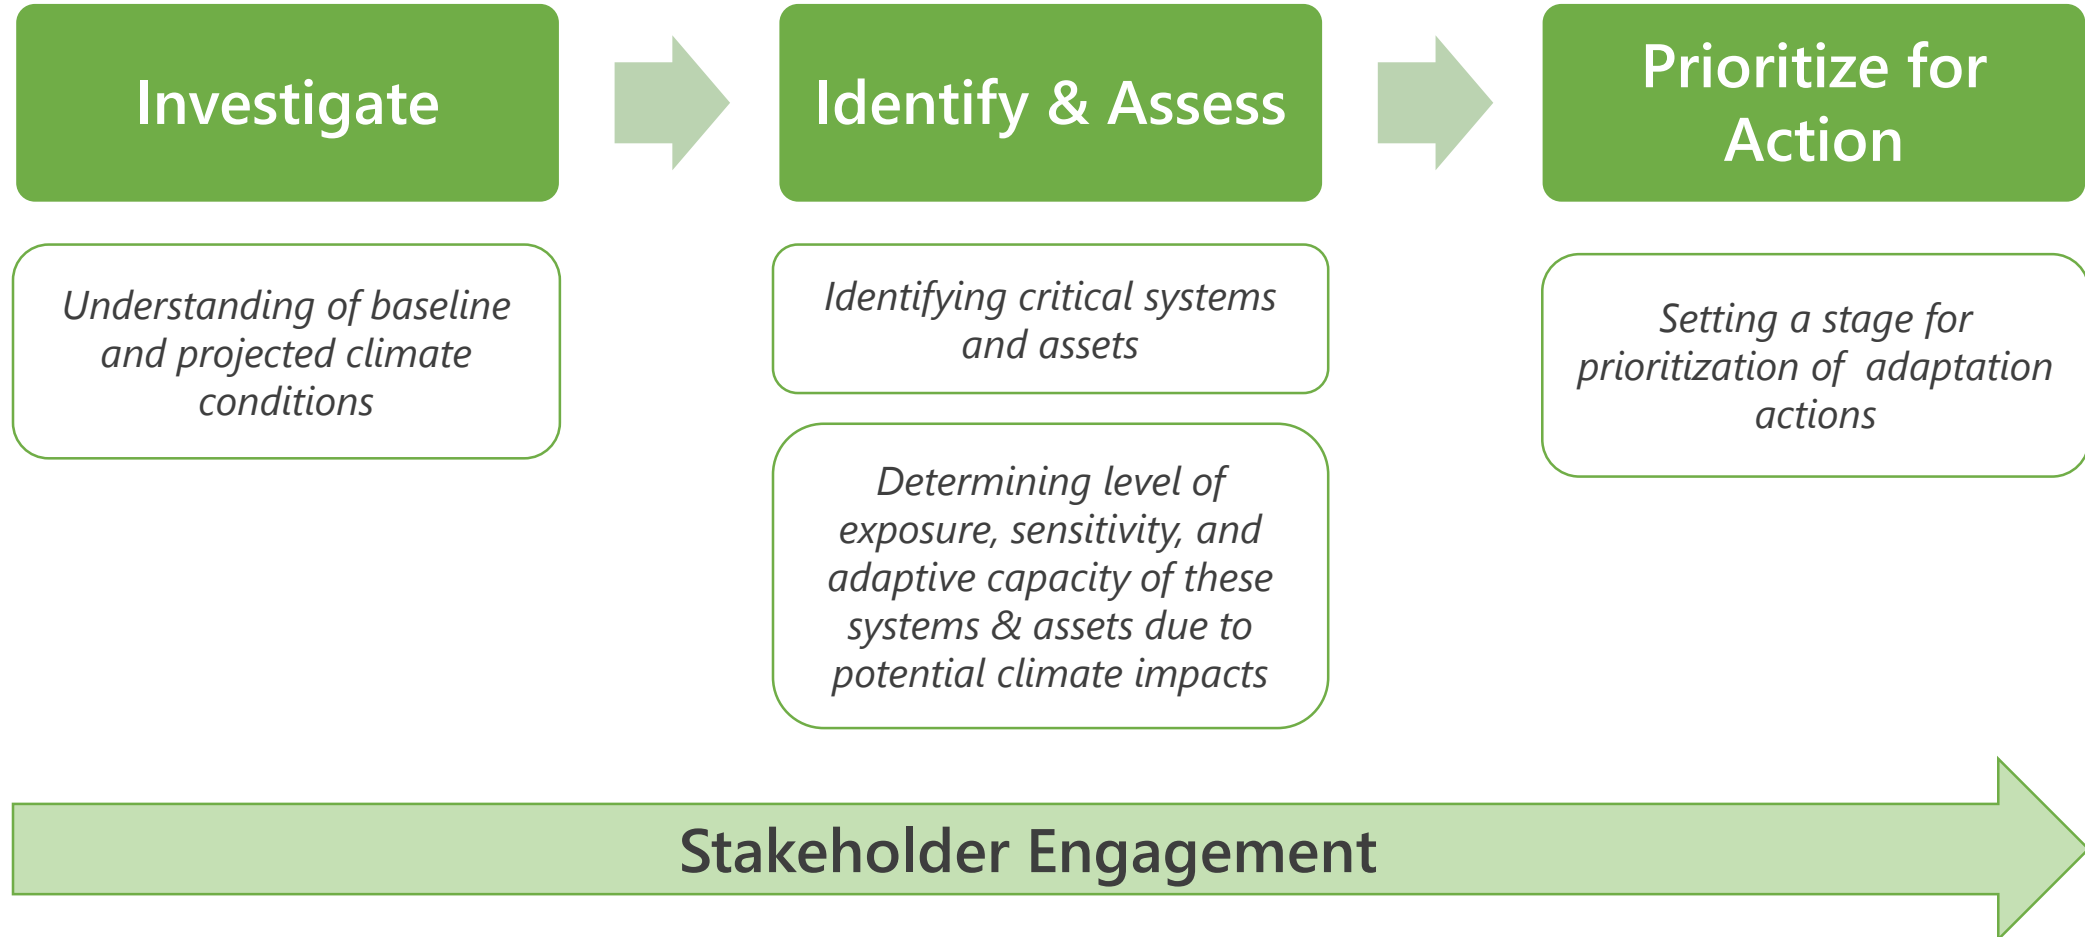 Investigate
Understanding of baseline
and projected climate
conditions
Identify & Assess
Identifying critical systems
and assets
Determining level of
exposure, sensitivity, and
adaptive capacity of these
systems & assets due to
potential climate impacts
Prioritize for
Action
Setting a stage for
prioritization of  adaptation
actions
Stakeholder Engagement